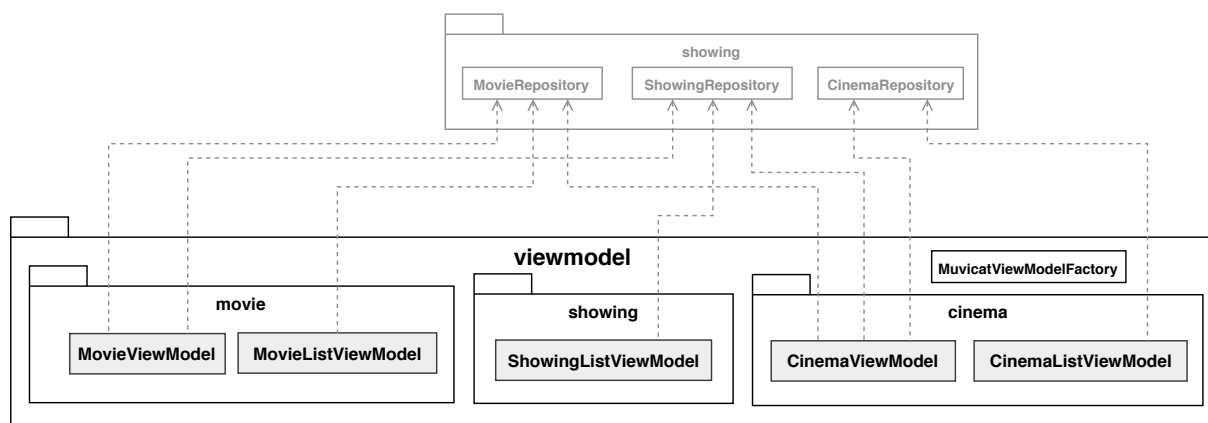 showing
MovieRepository
ShowingRepository
CinemaRepository
viewmodel
MuvicatViewModelFactory
movie
showing
cinema
MovieViewModel
MovieListViewModel
ShowingListViewModel
CinemaViewModel
CinemaListViewModel